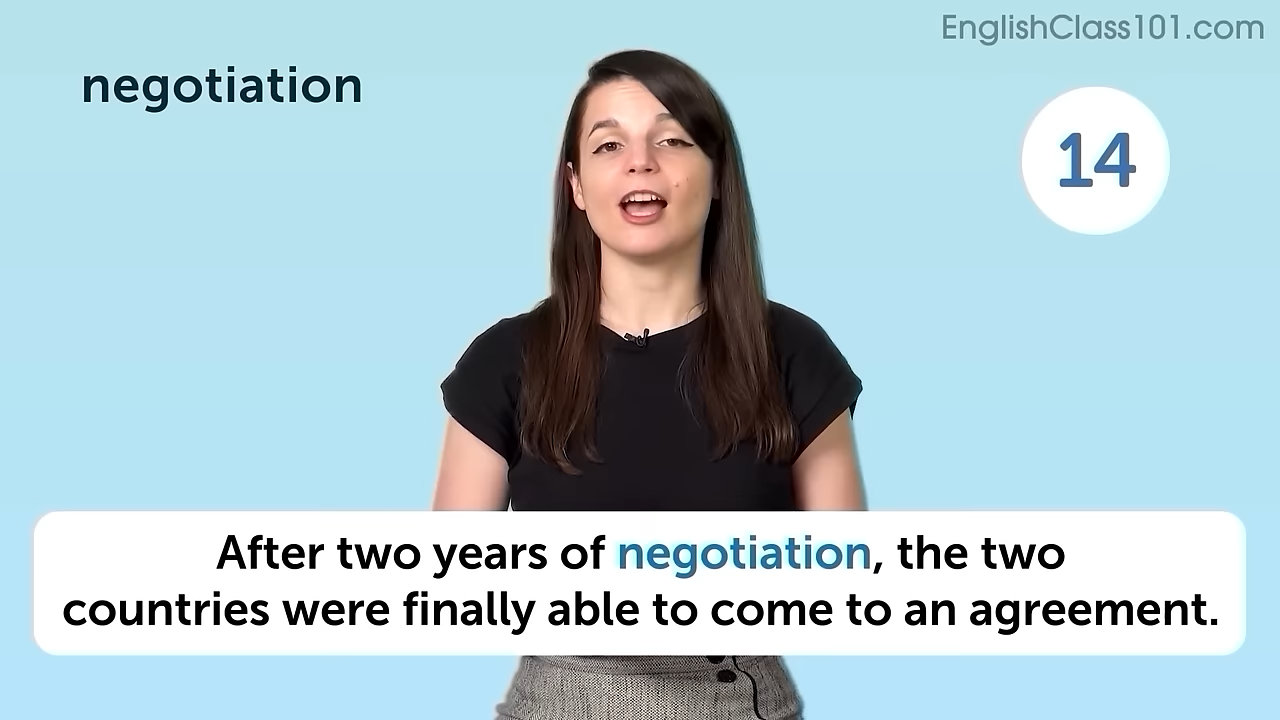 EnglishClass101.com
negotiation
14
After two years of negotiation, the two
countries were finally able to come to an agreement.